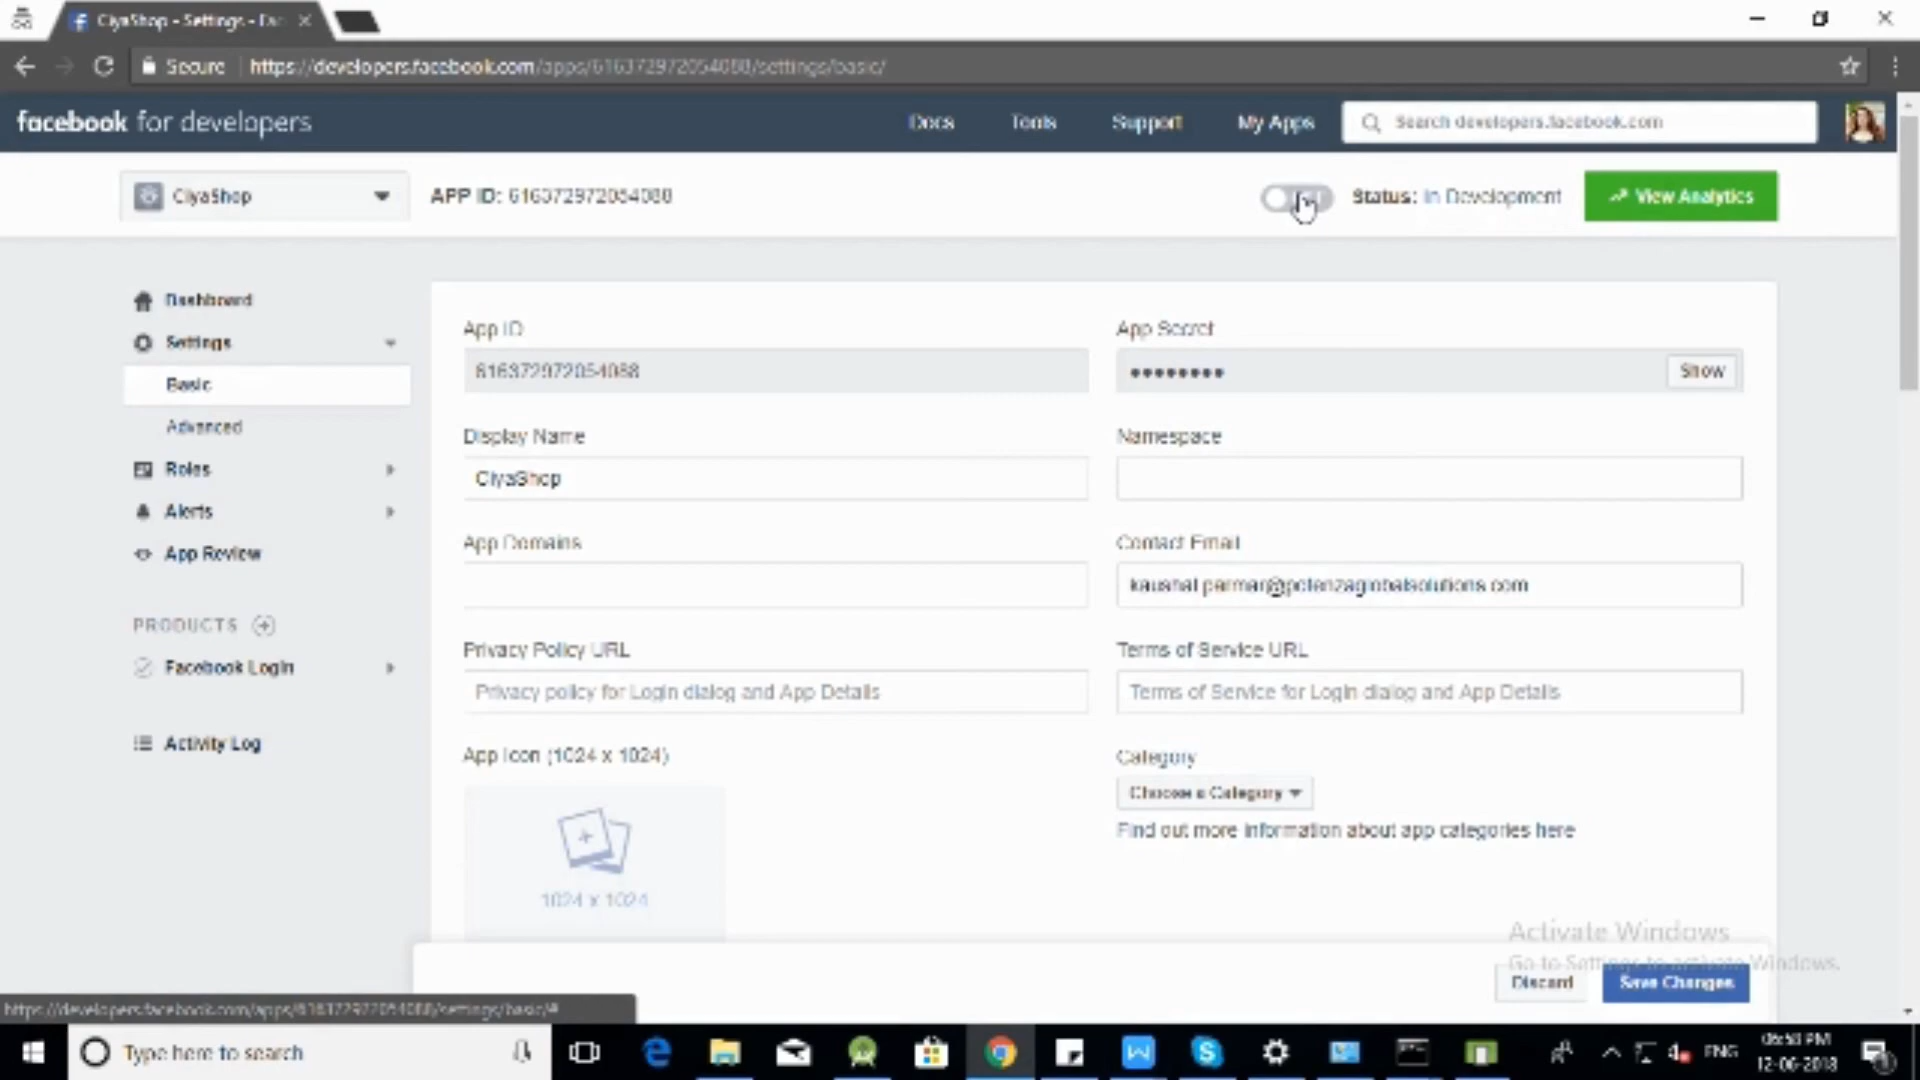 CiyaShop - Settings - Fac
Secure https://developers.facebook.com/apps/616372972054088/settings/basic/
facebook for developers
Docs
Tools
Support
My Apps
Search developers.facebook.com
CiyaShop
APP ID: 616372972054088
Status: In Development
View Analytics
Dashboard
Settings
Basic
Advanced
Roles
Alerts
App Review
PRODUCTS
Facebook Login
Activity Log
App ID
616372972054088
App Secret
Show
Display Name
CiyaShop
Namespace
App Domains
Contact Email
kaushal.parmar@potenzaglobalsolutions.com
Privacy Policy URL
Privacy policy for Login dialog and App Details
Terms of Service URL
Terms of Service for Login dialog and App Details
App Icon (1024 x 1024)
1024 x 1024
Category
Choose a Category
Find out more information about app categories here
Activate Windows
Go to Settings to activate Windows.
Discard
Save Changes
https://developers.facebook.com/apps/616372972054088/settings/basic/#
Type here to search
ENG
06:50 PM
12-06-2018